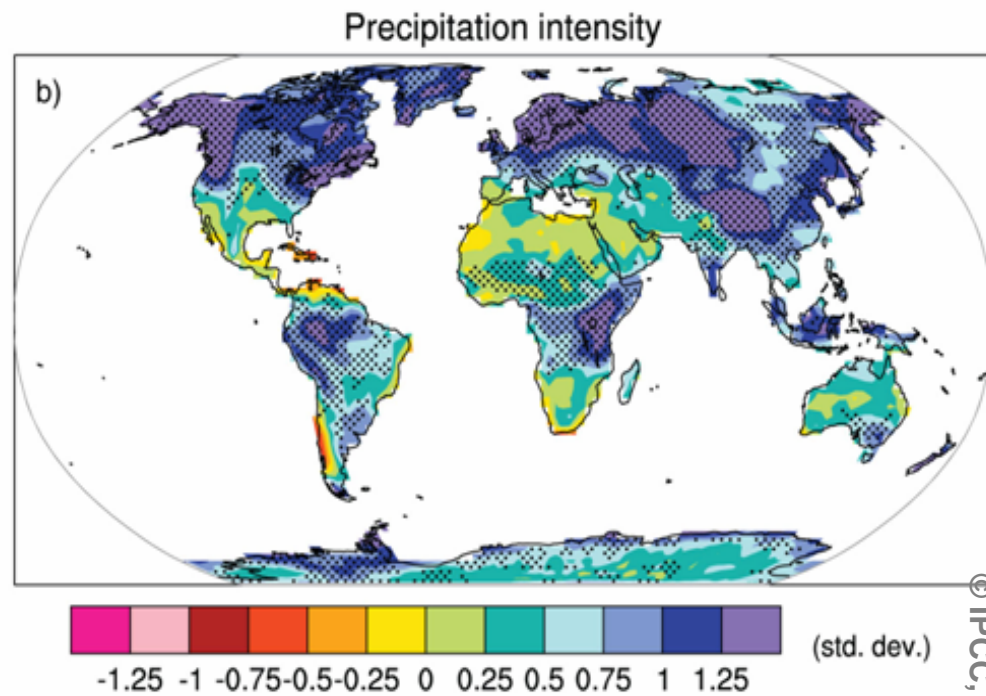 Precipitation intensity
b)
-1.25 -1 -0.75-0.5-0.25 0 0.25 0.5 0.75 1 1.25
(std. dev.)
© IPCC,